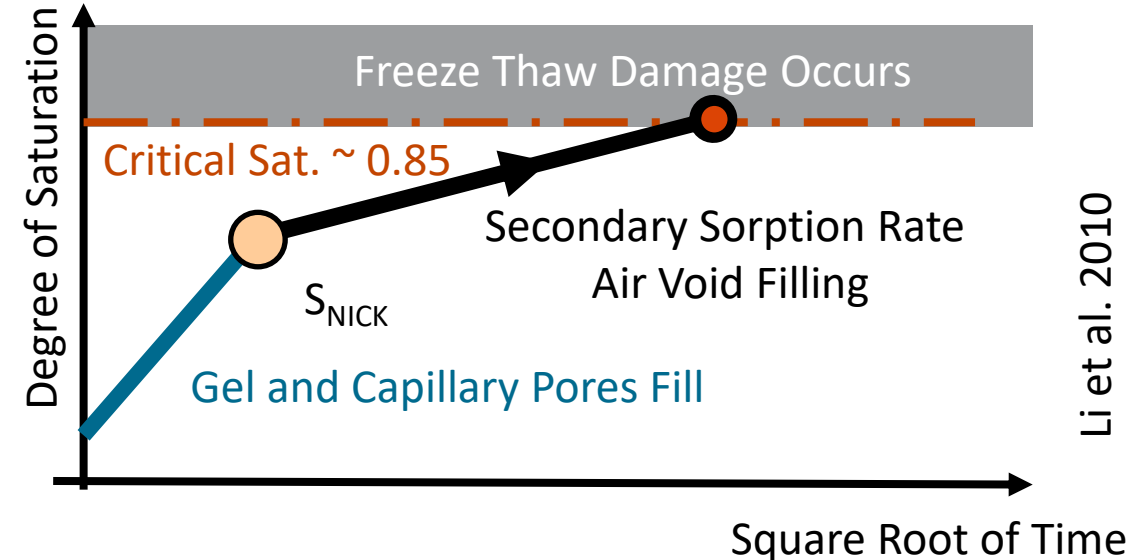 Degree of Saturation
Freeze Thaw Damage Occurs
Critical Sat. ~ 0.85
Secondary Sorption Rate
Air Void Filling
S_NICK
Gel and Capillary Pores Fill
Li et al. 2010
Square Root of Time